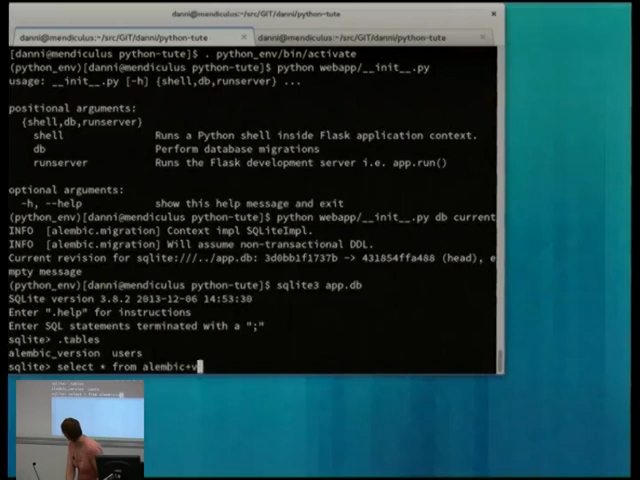 danni@mendiculus:~/src/GIT/danni/python-tute
danni@mendiculus:~/src/GIT/danni/python-tute danni@mendiculus:~/src/GIT/danni/python-tute
[danni@mendiculus python-tute]$ . python_env/bin/activate
(python_env)[danni@mendiculus python-tute]$ python webapp/__init__.py
usage: __init__.py [-h] {shell,db,runserver} ...
positional arguments:
{shell,db,runserver}
shell Runs a Python shell inside Flask application context.
db Perform database migrations
runserver Runs the Flask development server i.e. app.run()
optional arguments:
-h, --help show this help message and exit
(python_env)[danni@mendiculus python-tute]$ python webapp/__init__.py db current
INFO [alembic.migration] Context impl SQLiteImpl.
INFO [alembic.migration] Will assume non-transactional DDL.
Current revision for sqlite:///../app.db: 3d0bb1f1737b -> 431854ffa488 (head), e
mpty message
(python_env)[danni@mendiculus python-tute]$ sqlite3 app.db
SQLite version 3.8.2 2013-12-06 14:53:30
Enter ".help" for instructions
Enter SQL statements terminated with a ";"
sqlite> .tables
alembic_version users
sqlite> select * from alembic+v